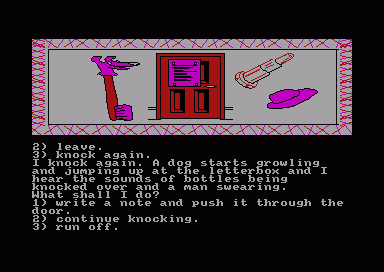 2) leave.
3) knock again.
I knock again. A dog starts growling
and jumping up at the letterbox and I
hear the sounds of bottles being
knocked over and a man swearing.
What shall I do?
1) write a note and push it through the
door.
2) continue knocking.
3) run off.